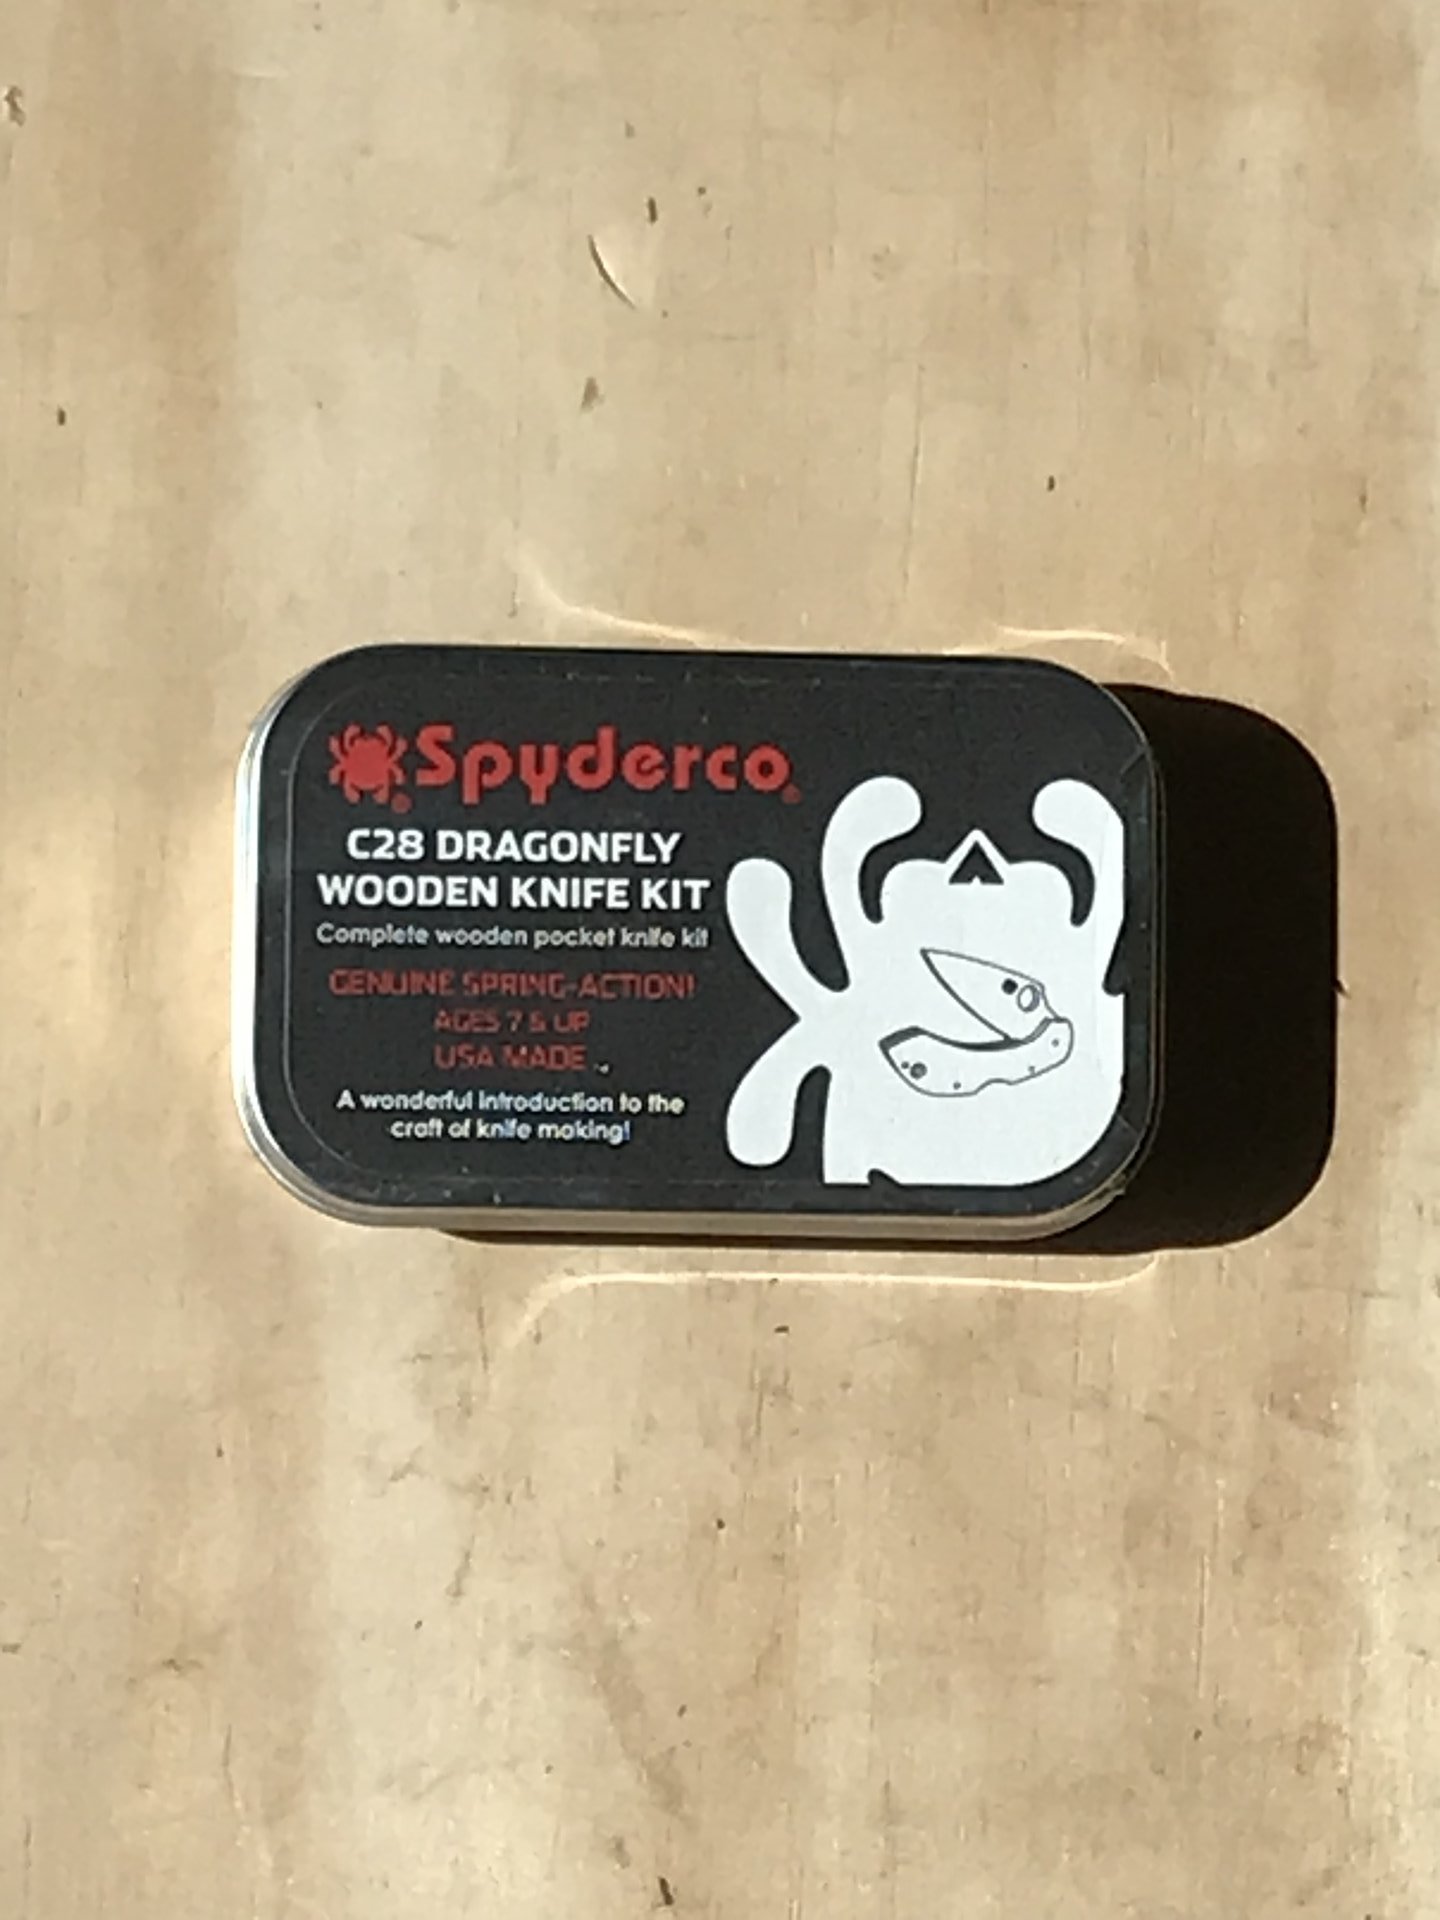 Spyderco®
C28 DRAGONFLY
WOODEN KNIFE KIT
Complete wooden pocket knife kit
GENUINE SPRING-ACTION!
AGES 7 & UP
USA MADE
A wonderful introduction to the
craft of knife making!